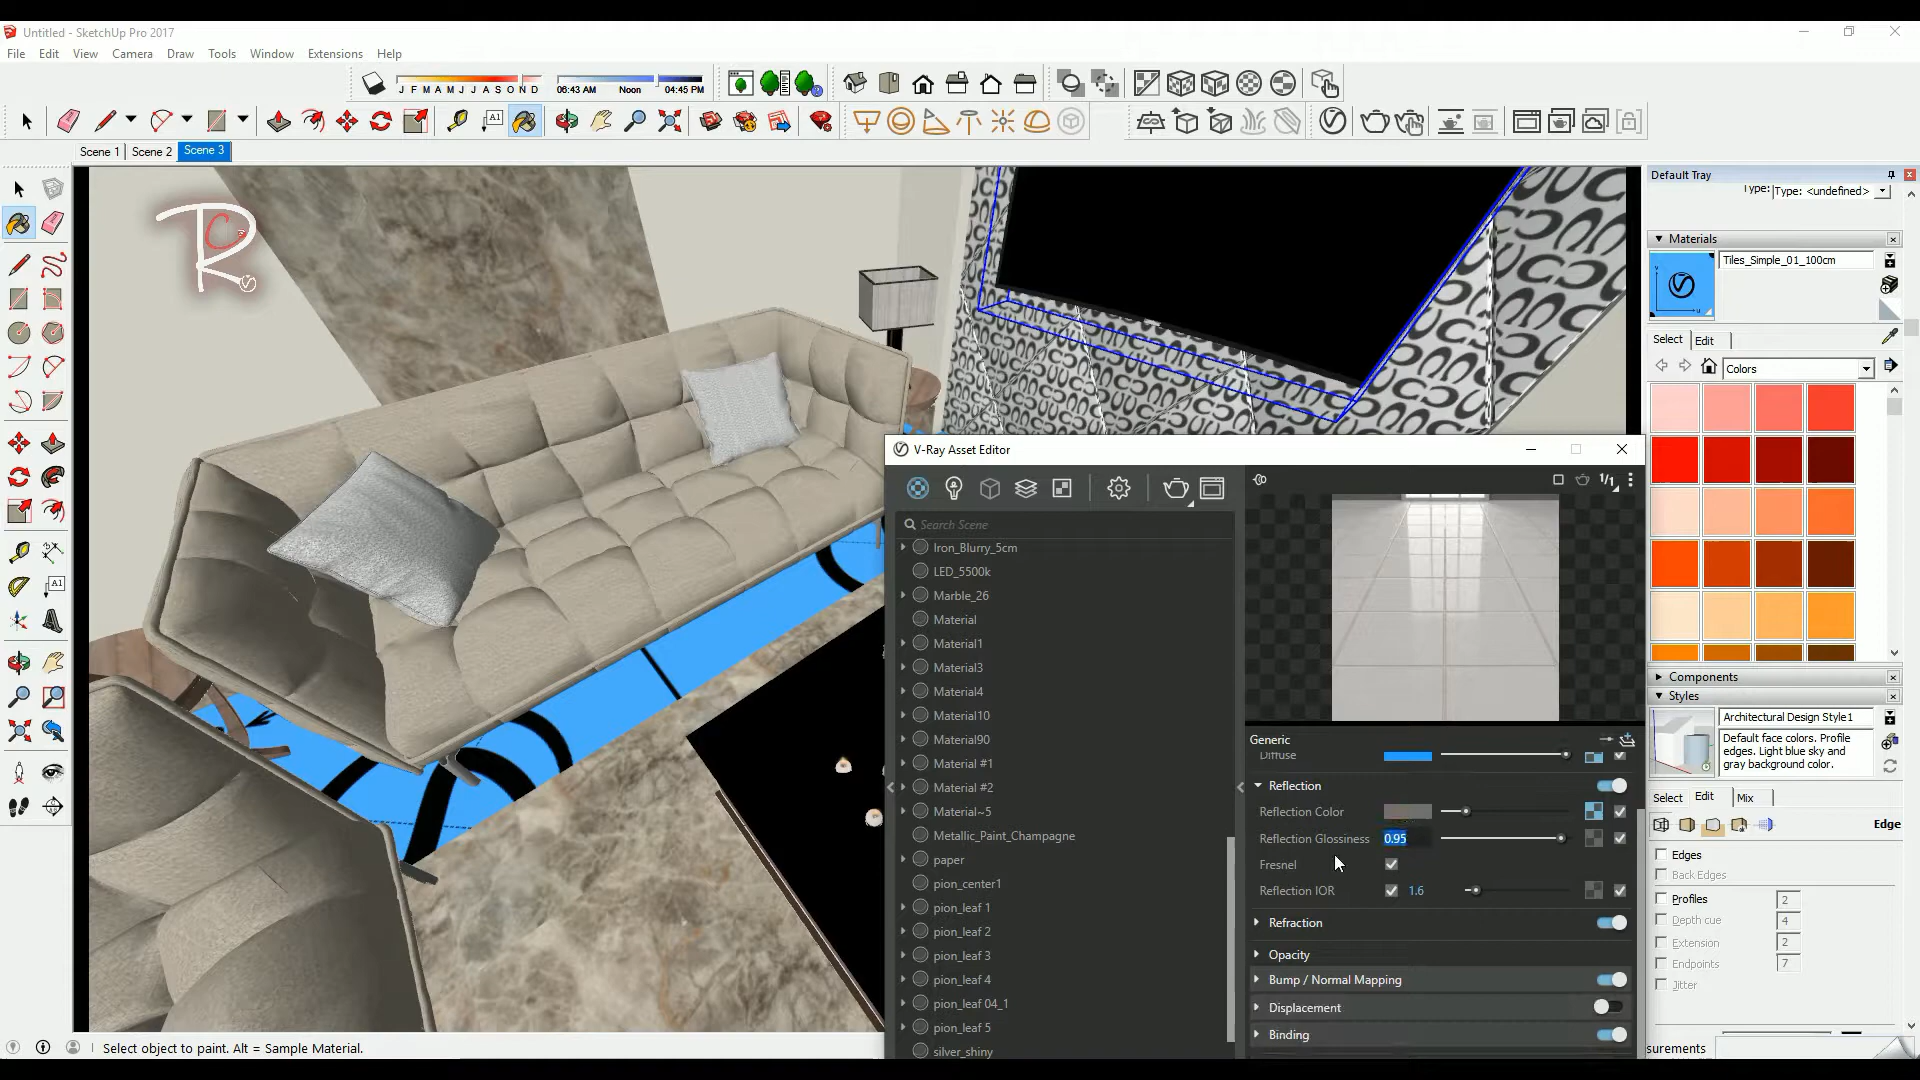 Untitled - SketchUp Pro 2017
File Edit View Camera Draw Tools Window Extensions Help
J F M A M J J A S O N D 06:43 AM Noon 04:45 PM
A1
Scene 1 Scene 2 Scene 3
Default Tray
Type: Type: <undefined>
Materials
Tiles_Simple_01_100cm
Select Edit
Colors
V-Ray Asset Editor
1/1
Search Scene
Iron_Blurry_5cm
LED_5500k
Marble_26
Material
Material1
Material3
Material4
Material10
Material90
Material #1
Material #2
Material~5
Metallic_Paint_Champagne
paper
pion_center1
pion_leaf 1
pion_leaf 2
pion_leaf 3
pion_leaf 4
pion_leaf 04_1
pion_leaf 5
silver_shiny
Generic
Diffuse
Reflection
Reflection Color
Reflection Glossiness 0.95
Fresnel
Reflection IOR 1.6
Refraction
Opacity
Bump / Normal Mapping
Displacement
Binding
Components
Styles
Architectural Design Style1
Default face colors. Profile
edges. Light blue sky and
gray background color.
Select Edit Mix
Edge
Edges
Back Edges
Profiles 2
Depth cue 4
Extension 2
Endpoints 7
Jitter
Select object to paint. Alt = Sample Material.
surements